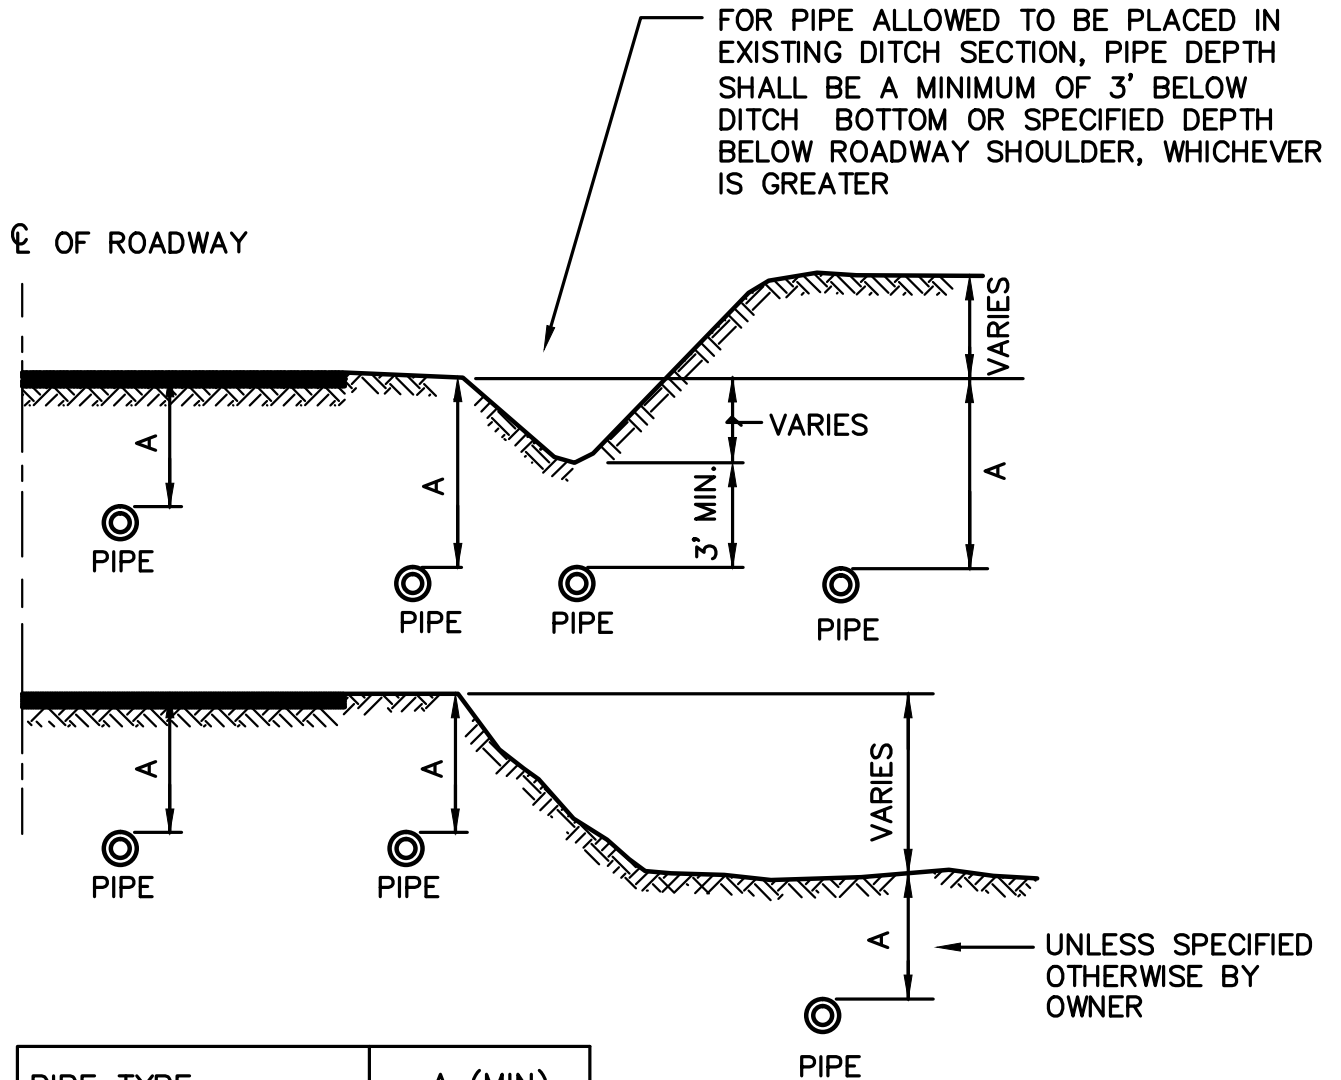 FOR PIPE ALLOWED TO BE PLACED IN
EXISTING DITCH SECTION, PIPE DEPTH
SHALL BE A MINIMUM OF 3' BELOW
DITCH BOTTOM OR SPECIFIED DEPTH
BELOW ROADWAY SHOULDER, WHICHEVER
IS GREATER
℄ OF ROADWAY
VARIES
VARIES
A
A
A
3' MIN.
PIPE
PIPE
PIPE
PIPE
A
A
VARIES
PIPE
PIPE
A
UNLESS SPECIFIED
OTHERWISE BY
OWNER
PIPE
PIPE TYPE
A (MIN)